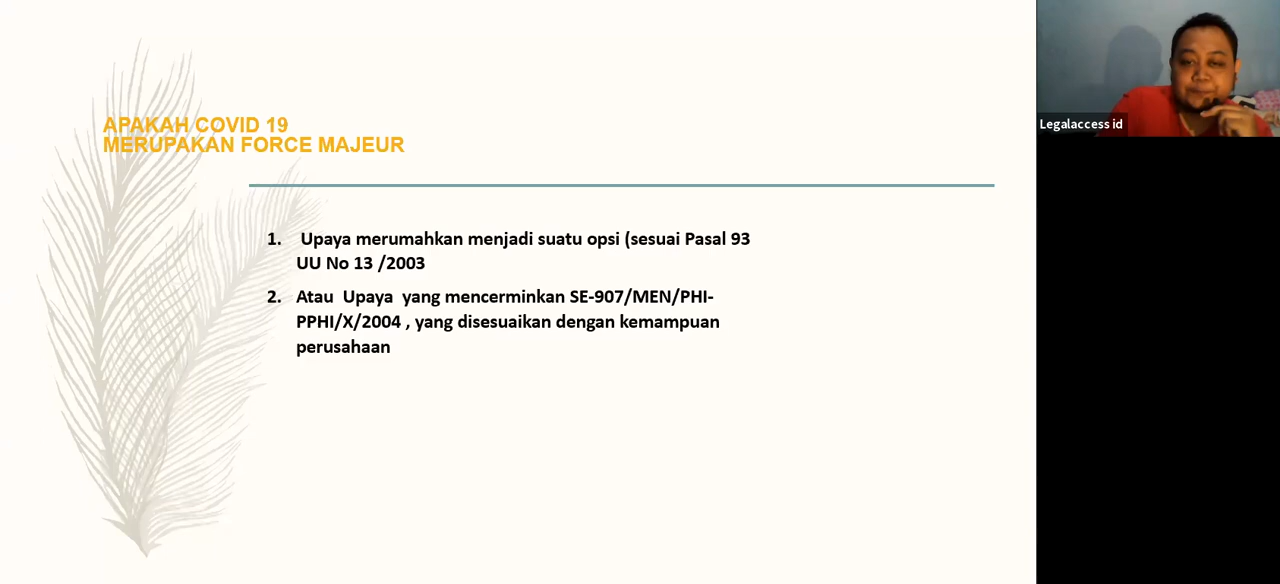 APAKAH COVID 19
MERUPAKAN FORCE MAJEUR
1. Upaya merumahkan menjadi suatu opsi (sesuai Pasal 93
UU No 13 /2003
2. Atau Upaya yang mencerminkan SE-907/MEN/PHI-
PPHI/X/2004 , yang disesuaikan dengan kemampuan
perusahaan
Legalaccess id